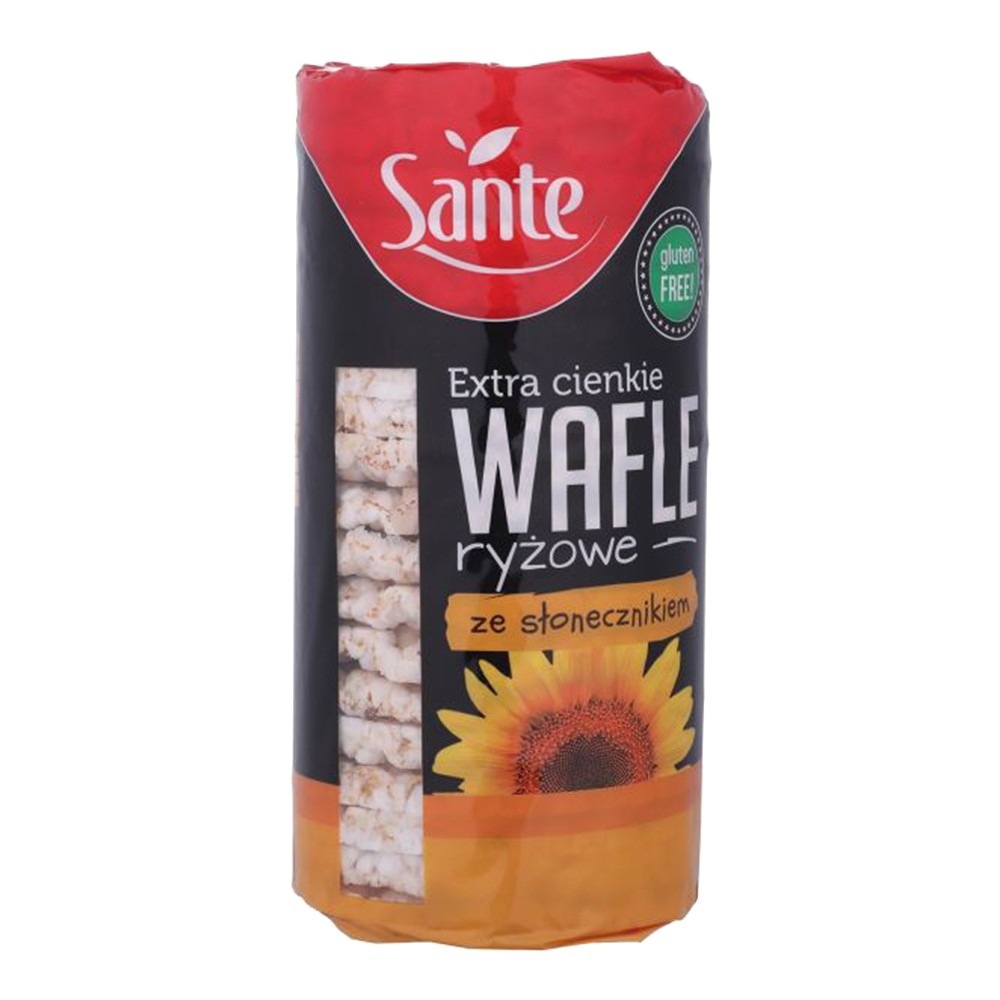 Sante
gluten
FREE!
Extra cienkie
WAFLE
ryżowe
ze słonecznikiem